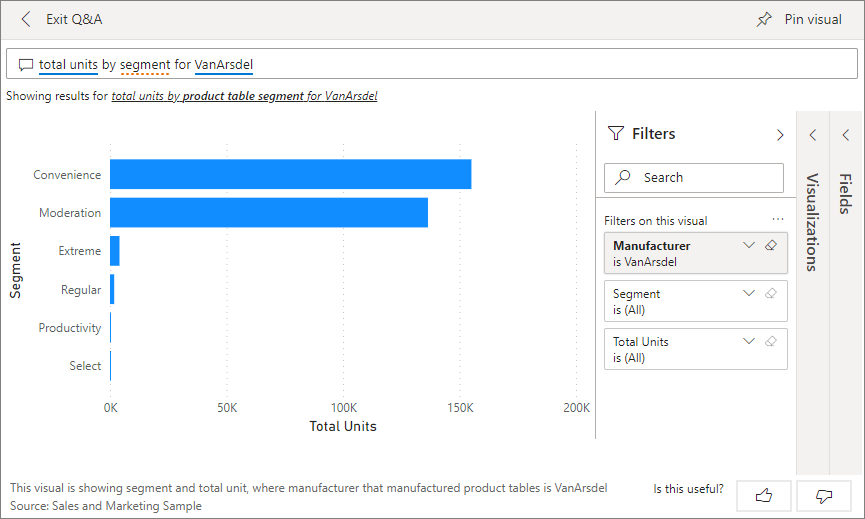 Exit Q&A
Pin visual
total units by segment for VanArsdel
Showing results for total units by product table segment for VanArsdel
Segment
Convenience
Moderation
Extreme
Regular
Productivity
Select
0K 50K 100K 150K 200K
Total Units
Filters
Search
Filters on this visual
...
Manufacturer
is VanArsdel
Segment
is (All)
Total Units
is (All)
Visualizations
Fields
This visual is showing segment and total unit, where manufacturer that manufactured product tables is VanArsdel
Source: Sales and Marketing Sample
Is this useful?